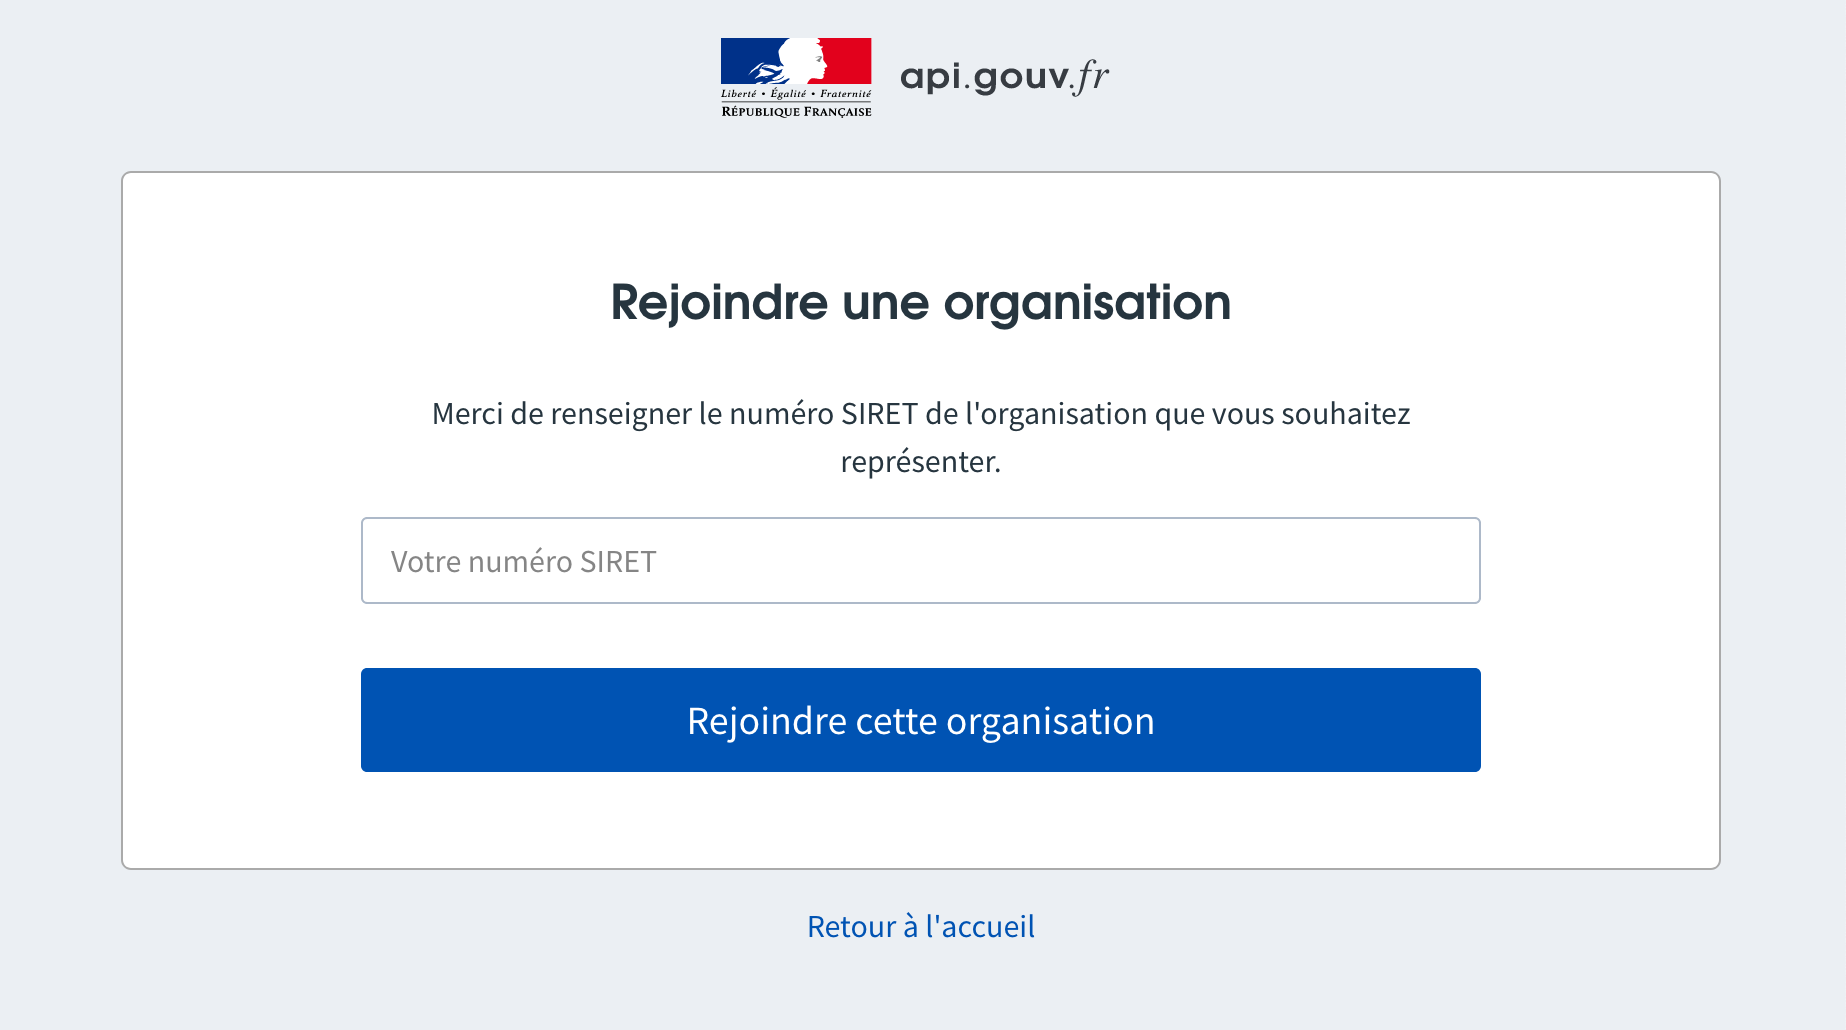 Liberté • Égalité • Fraternité
RÉPUBLIQUE FRANÇAISE
api.gouv.fr
Rejoindre une organisation
Merci de renseigner le numéro SIRET de l'organisation que vous souhaitez
représenter.
Votre numéro SIRET
Rejoindre cette organisation
Retour à l'accueil